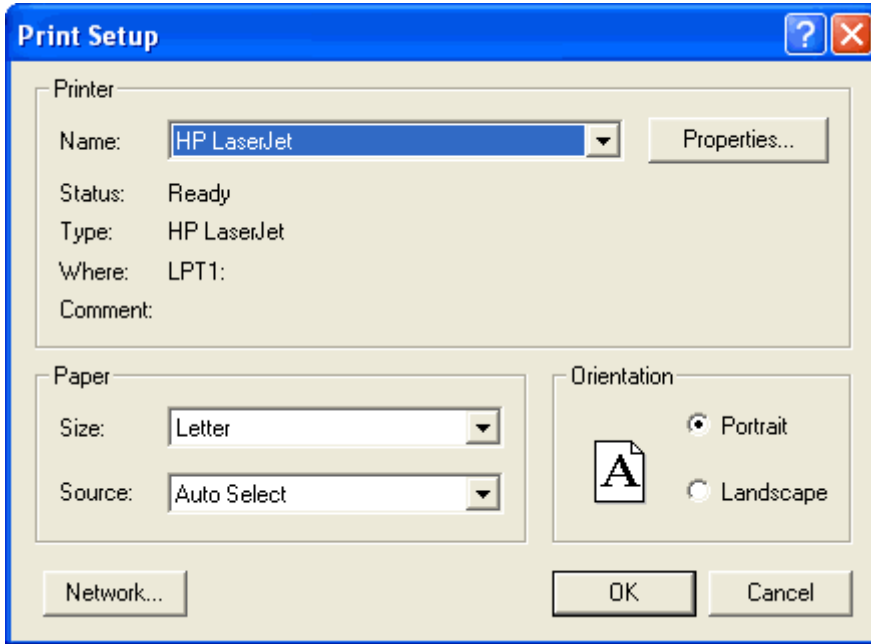 Print Setup
Printer
Name: HP LaserJet Properties...
Status: Ready
Type: HP LaserJet
Where: LPT1:
Comment:
Paper
Size: Letter
Source: Auto Select
Orientation
A
Portrait
Landscape
Network... OK Cancel